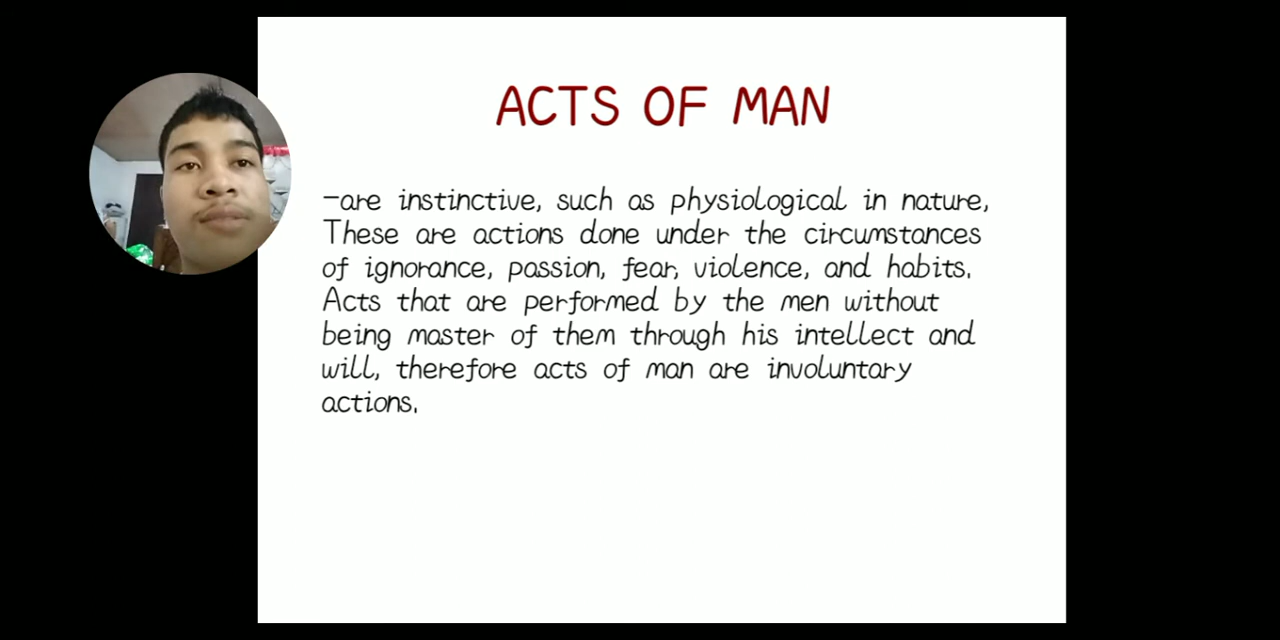 ACTS OF MAN
-are instinctive, such as physiological in nature,
These are actions done under the circumstances
of ignorance, passion, fear, violence, and habits.
Acts that are performed by the men without
being master of them through his intellect and
will, therefore acts of man are involuntary
actions.